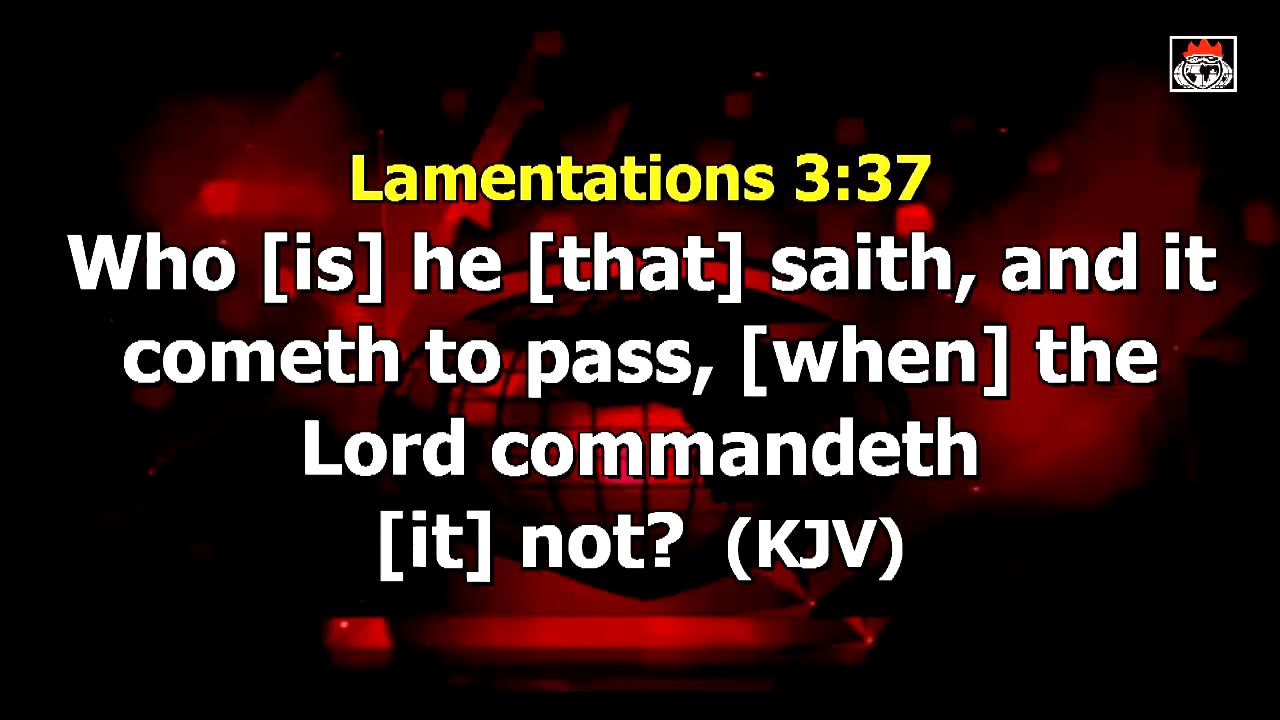 Lamentations 3:37
Who [is] he [that] saith, and it
cometh to pass, [when] the
Lord commandeth
[it] not? (KJV)